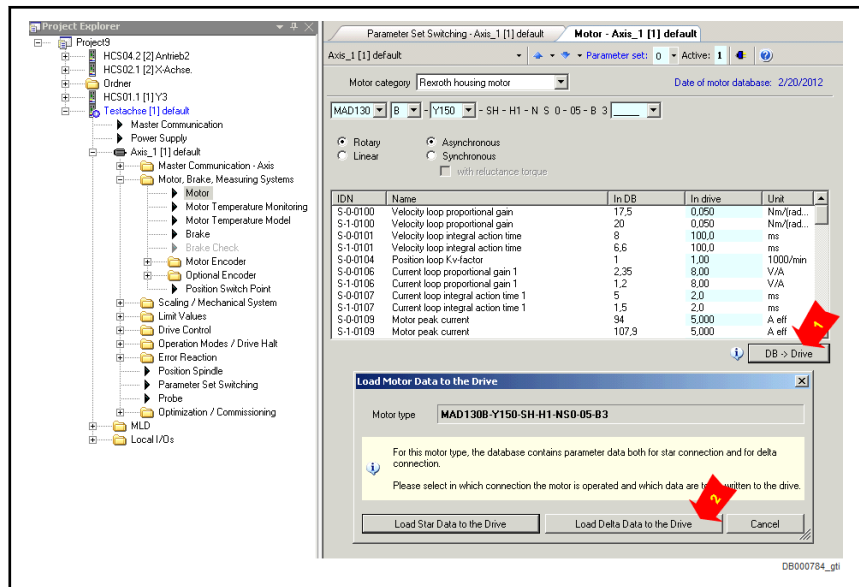 Project Explorer
Project9
HCS04.2 [2] Antrieb2
HCS02.1 [2] X-Achse.
Ordner
HCS01.1 [1] Y3
Testachse [1] default
Master Communication
Power Supply
Axis_1 [1] default
Master Communication - Axis
Motor, Brake, Measuring Systems
Motor
Motor Temperature Monitoring
Motor Temperature Model
Brake
Brake Check
Motor Encoder
Optional Encoder
Position Switch Point
Scaling / Mechanical System
Limit Values
Drive Control
Operation Modes / Drive Halt
Error Reaction
Position Spindle
Parameter Set Switching
Probe
Optimization / Commissioning
MLD
Local I/Os
Parameter Set Switching - Axis_1 [1] default Motor - Axis_1 [1] default
Axis_1 [1] default Parameter set: 0 Active: 1
Motor category Rexroth housing motor Date of motor database: 2/20/2012
MAD130 B - Y150 - SH - H1 - N S 0 - 05 - B 3 ____
Rotary Asynchronous
Linear Synchronous
with reluctance torque
IDN Name In DB In drive Unit
S-0-0100 Velocity loop proportional gain 17,5 0,050 Nm/(rad...
S-1-0100 Velocity loop proportional gain 20 0,050 Nm/(rad...
S-0-0101 Velocity loop integral action time 8 100,0 ms
S-1-0101 Velocity loop integral action time 6,6 100,0 ms
S-0-0104 Position loop Kv-factor 1 1,00 1000/min
S-0-0106 Current loop proportional gain 1 2,35 8,00 V/A
S-1-0106 Current loop proportional gain 1 1,2 8,00 V/A
S-0-0107 Current loop integral action time 1 5 2,0 ms
S-1-0107 Current loop integral action time 1 1,5 2,0 ms
S-0-0109 Motor peak current 94 5,000 A eff
S-1-0109 Motor peak current 107,9 5,000 A eff
1
DB -> Drive
Load Motor Data to the Drive
Motor type MAD130B-Y150-SH-H1-NS0-05-B3
For this motor type, the database contains parameter data both for star connection and for delta
connection.
Please select in which connection the motor is operated and which data are to written to the drive.
2
Load Star Data to the Drive Load Delta Data to the Drive Cancel
DB000784_gti